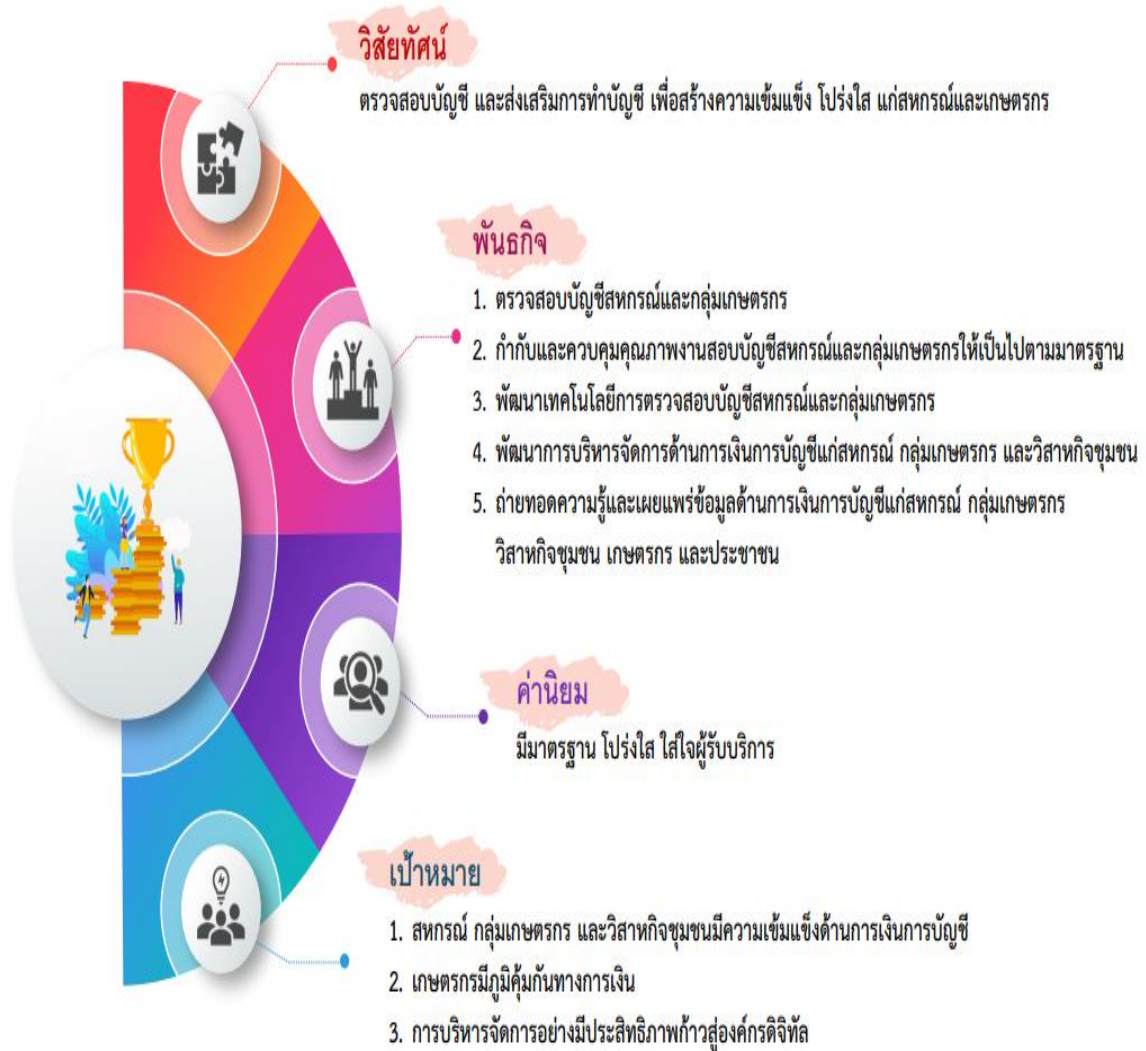 วิสัยทัศน์
ตรวจสอบบัญชี และส่งเสริมการทำบัญชี เพื่อสร้างความเข้มแข็ง โปร่งใส แก่สหกรณ์และเกษตรกร
พันธกิจ
1. ตรวจสอบบัญชีสหกรณ์และกลุ่มเกษตรกร
2. กำกับและควบคุมคุณภาพงานสอบบัญชีสหกรณ์และกลุ่มเกษตรกรให้เป็นไปตามมาตรฐาน
3. พัฒนาเทคโนโลยีการตรวจสอบบัญชีสหกรณ์และกลุ่มเกษตรกร
4. พัฒนาการบริหารจัดการด้านการเงินการบัญชีแก่สหกรณ์ กลุ่มเกษตรกร และวิสาหกิจชุมชน
5. ถ่ายทอดความรู้และเผยแพร่ข้อมูลด้านการเงินการบัญชีแก่สหกรณ์ กลุ่มเกษตรกร
วิสาหกิจชุมชน เกษตรกร และประชาชน
ค่านิยม
มีมาตรฐาน โปร่งใส ใส่ใจผู้รับบริการ
เป้าหมาย
1. สหกรณ์ กลุ่มเกษตรกร และวิสาหกิจชุมชนมีความเข้มแข็งด้านการเงินการบัญชี
2. เกษตรกรมีภูมิคุ้มกันทางการเงิน
3. การบริหารจัดการอย่างมีประสิทธิภาพก้าวสู่องค์กรดิจิทัล